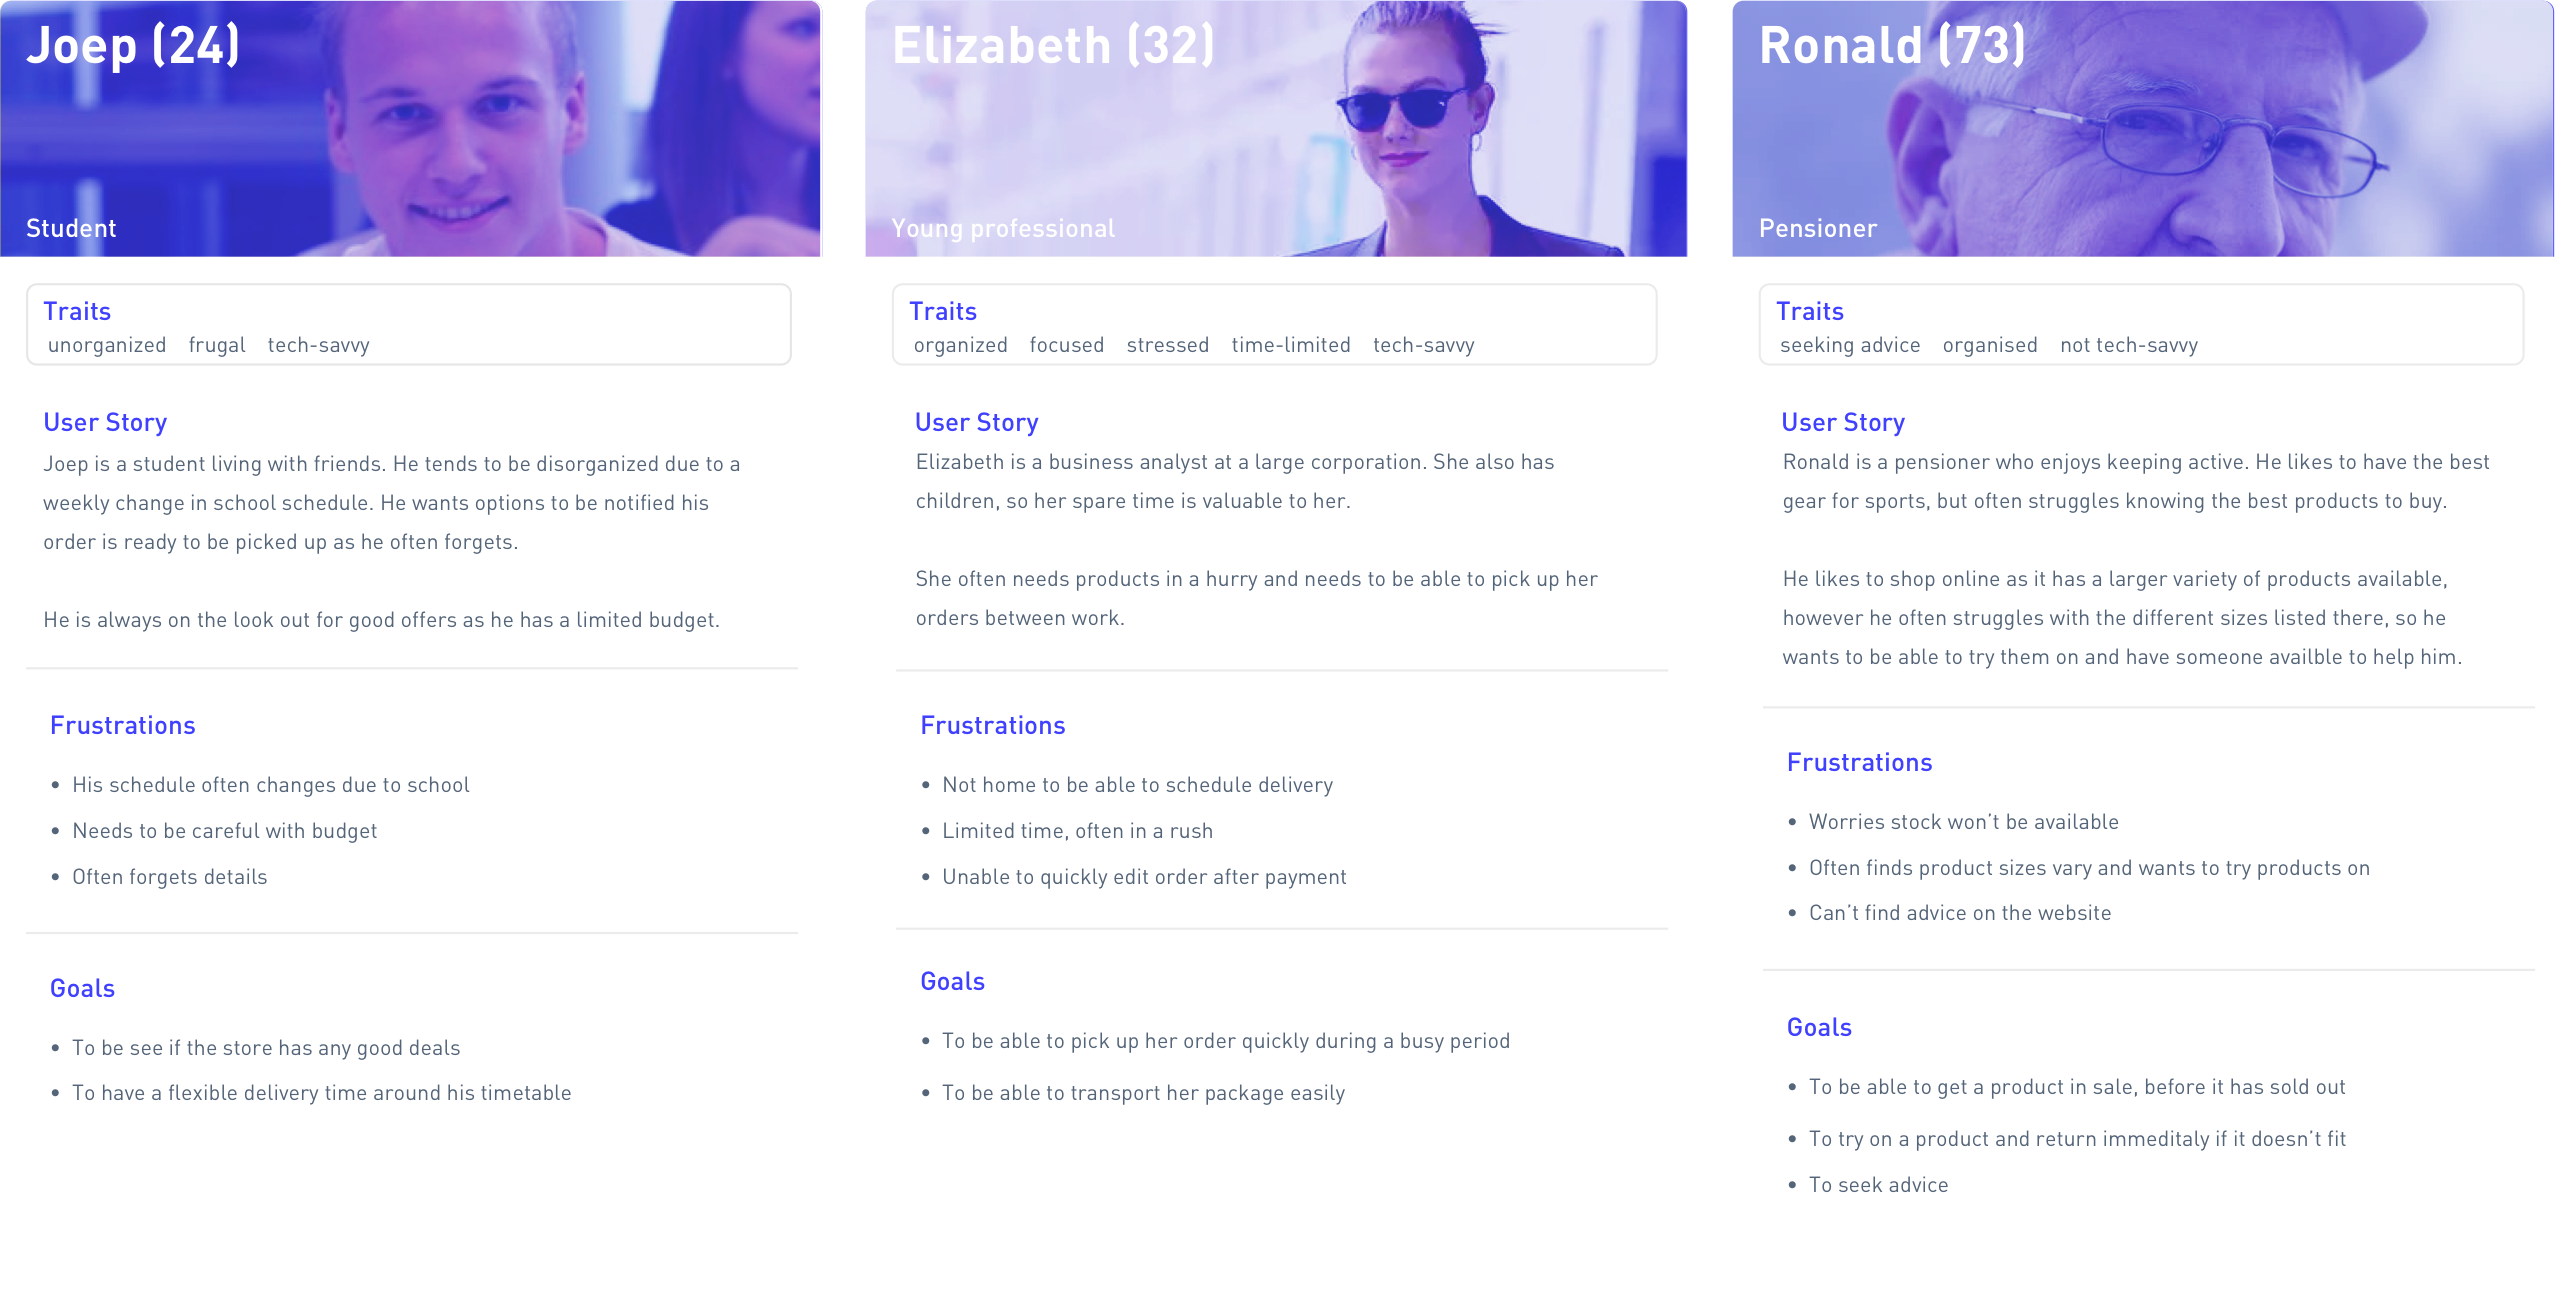 Joep (24)
Student
Traits
unorganized frugal tech-savvy
User Story
Joep is a student living with friends. He tends to be disorganized due to a
weekly change in school schedule. He wants options to be notified his
order is ready to be picked up as he often forgets.
He is always on the look out for good offers as he has a limited budget.
Frustrations
• His schedule often changes due to school
• Needs to be careful with budget
• Often forgets details
Goals
• To be see if the store has any good deals
• To have a flexible delivery time around his timetable
Elizabeth (32)
Young professional
Traits
organized focused stressed time-limited tech-savvy
User Story
Elizabeth is a business analyst at a large corporation. She also has
children, so her spare time is valuable to her.
She often needs products in a hurry and needs to be able to pick up her
orders between work.
Frustrations
• Not home to be able to schedule delivery
• Limited time, often in a rush
• Unable to quickly edit order after payment
Goals
• To be able to pick up her order quickly during a busy period
• To be able to transport her package easily
Ronald (73)
Pensioner
Traits
seeking advice organised not tech-savvy
User Story
Ronald is a pensioner who enjoys keeping active. He likes to have the best
gear for sports, but often struggles knowing the best products to buy.
He likes to shop online as it has a larger variety of products available,
however he often struggles with the different sizes listed there, so he
wants to be able to try them on and have someone availble to help him.
Frustrations
• Worries stock won’t be available
• Often finds product sizes vary and wants to try products on
• Can’t find advice on the website
Goals
• To be able to get a product in sale, before it has sold out
• To try on a product and return immeditaly if it doesn’t fit
• To seek advice